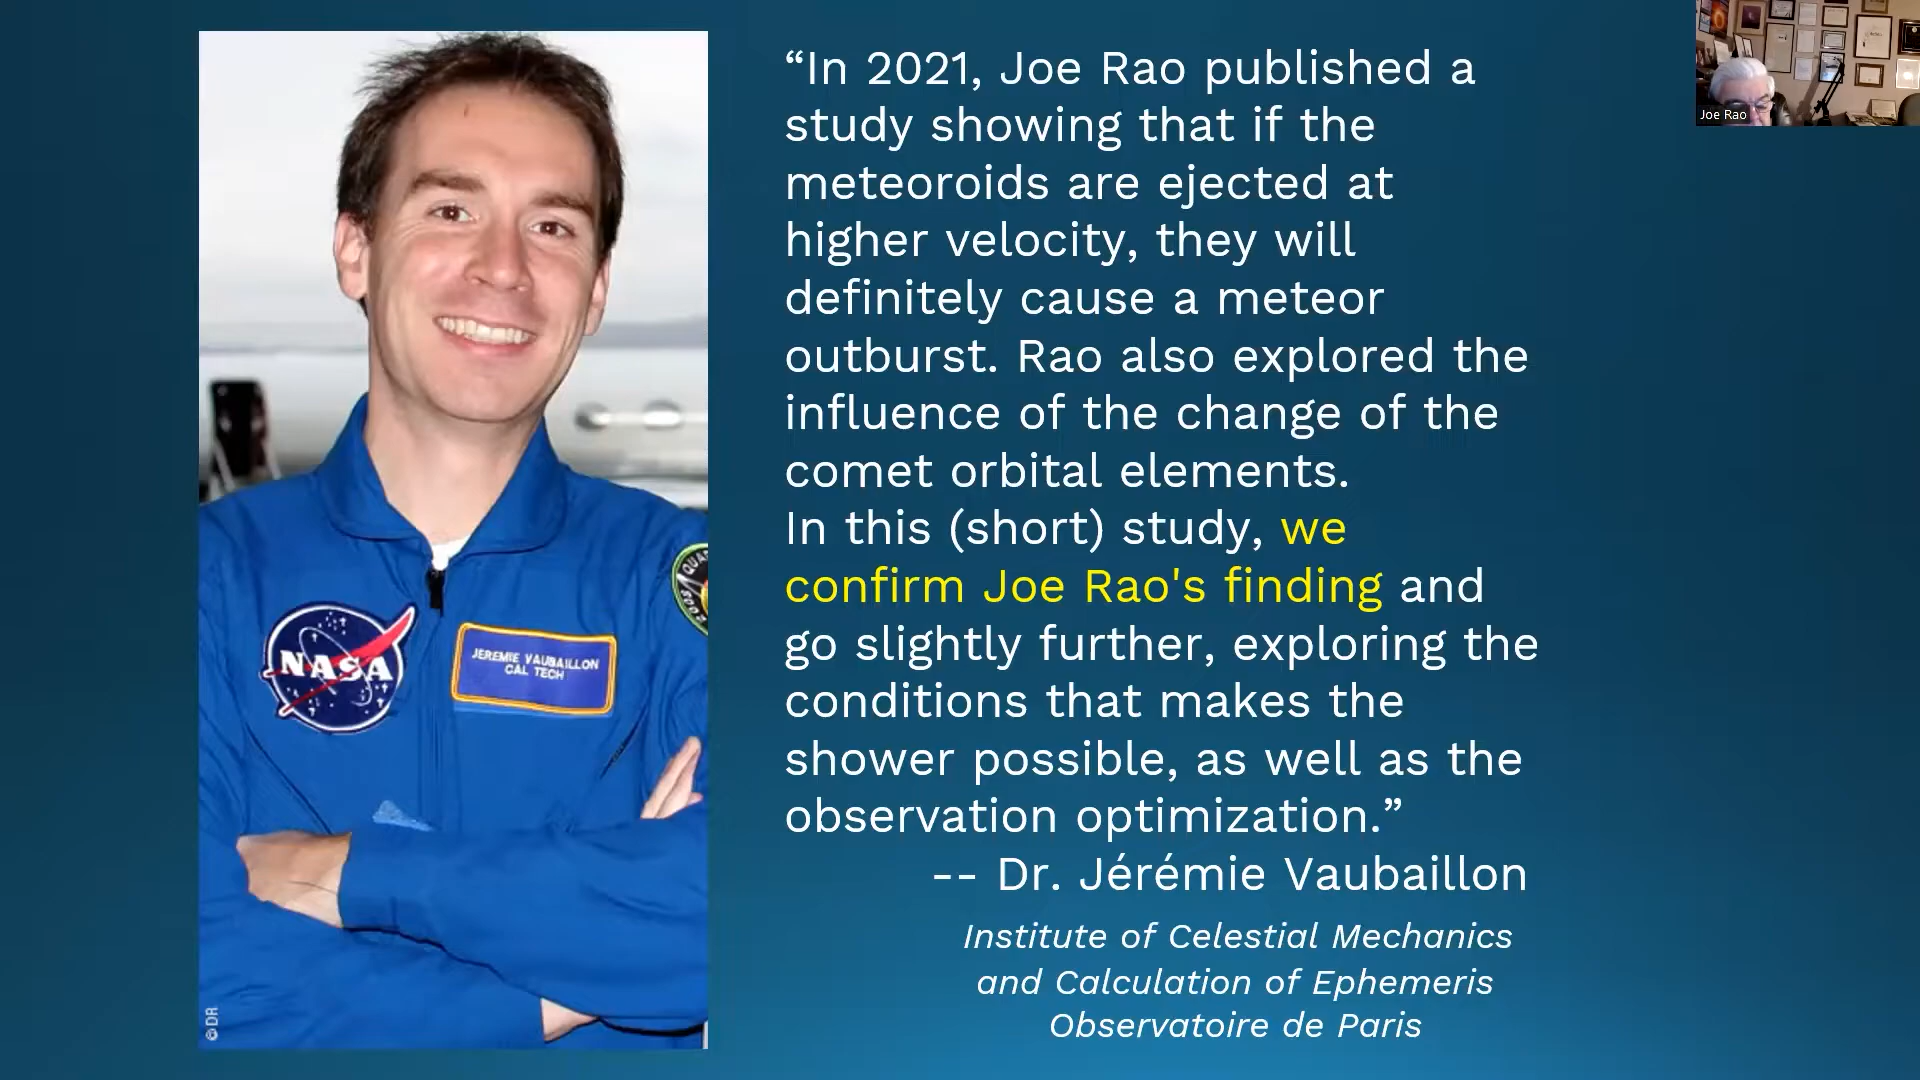 “In 2021, Joe Rao published a
study showing that if the
meteoroids are ejected at
higher velocity, they will
definitely cause a meteor
outburst. Rao also explored the
influence of the change of the
comet orbital elements.
In this (short) study, we
confirm Joe Rao's finding and
go slightly further, exploring the
conditions that makes the
shower possible, as well as the
observation optimization.”
-- Dr. Jérémie Vaubaillon
Institute of Celestial Mechanics
and Calculation of Ephemeris
Observatoire de Paris
Joe Rao
NASA
JEREMIE VAUBAILLON
CAL TECH
©DR